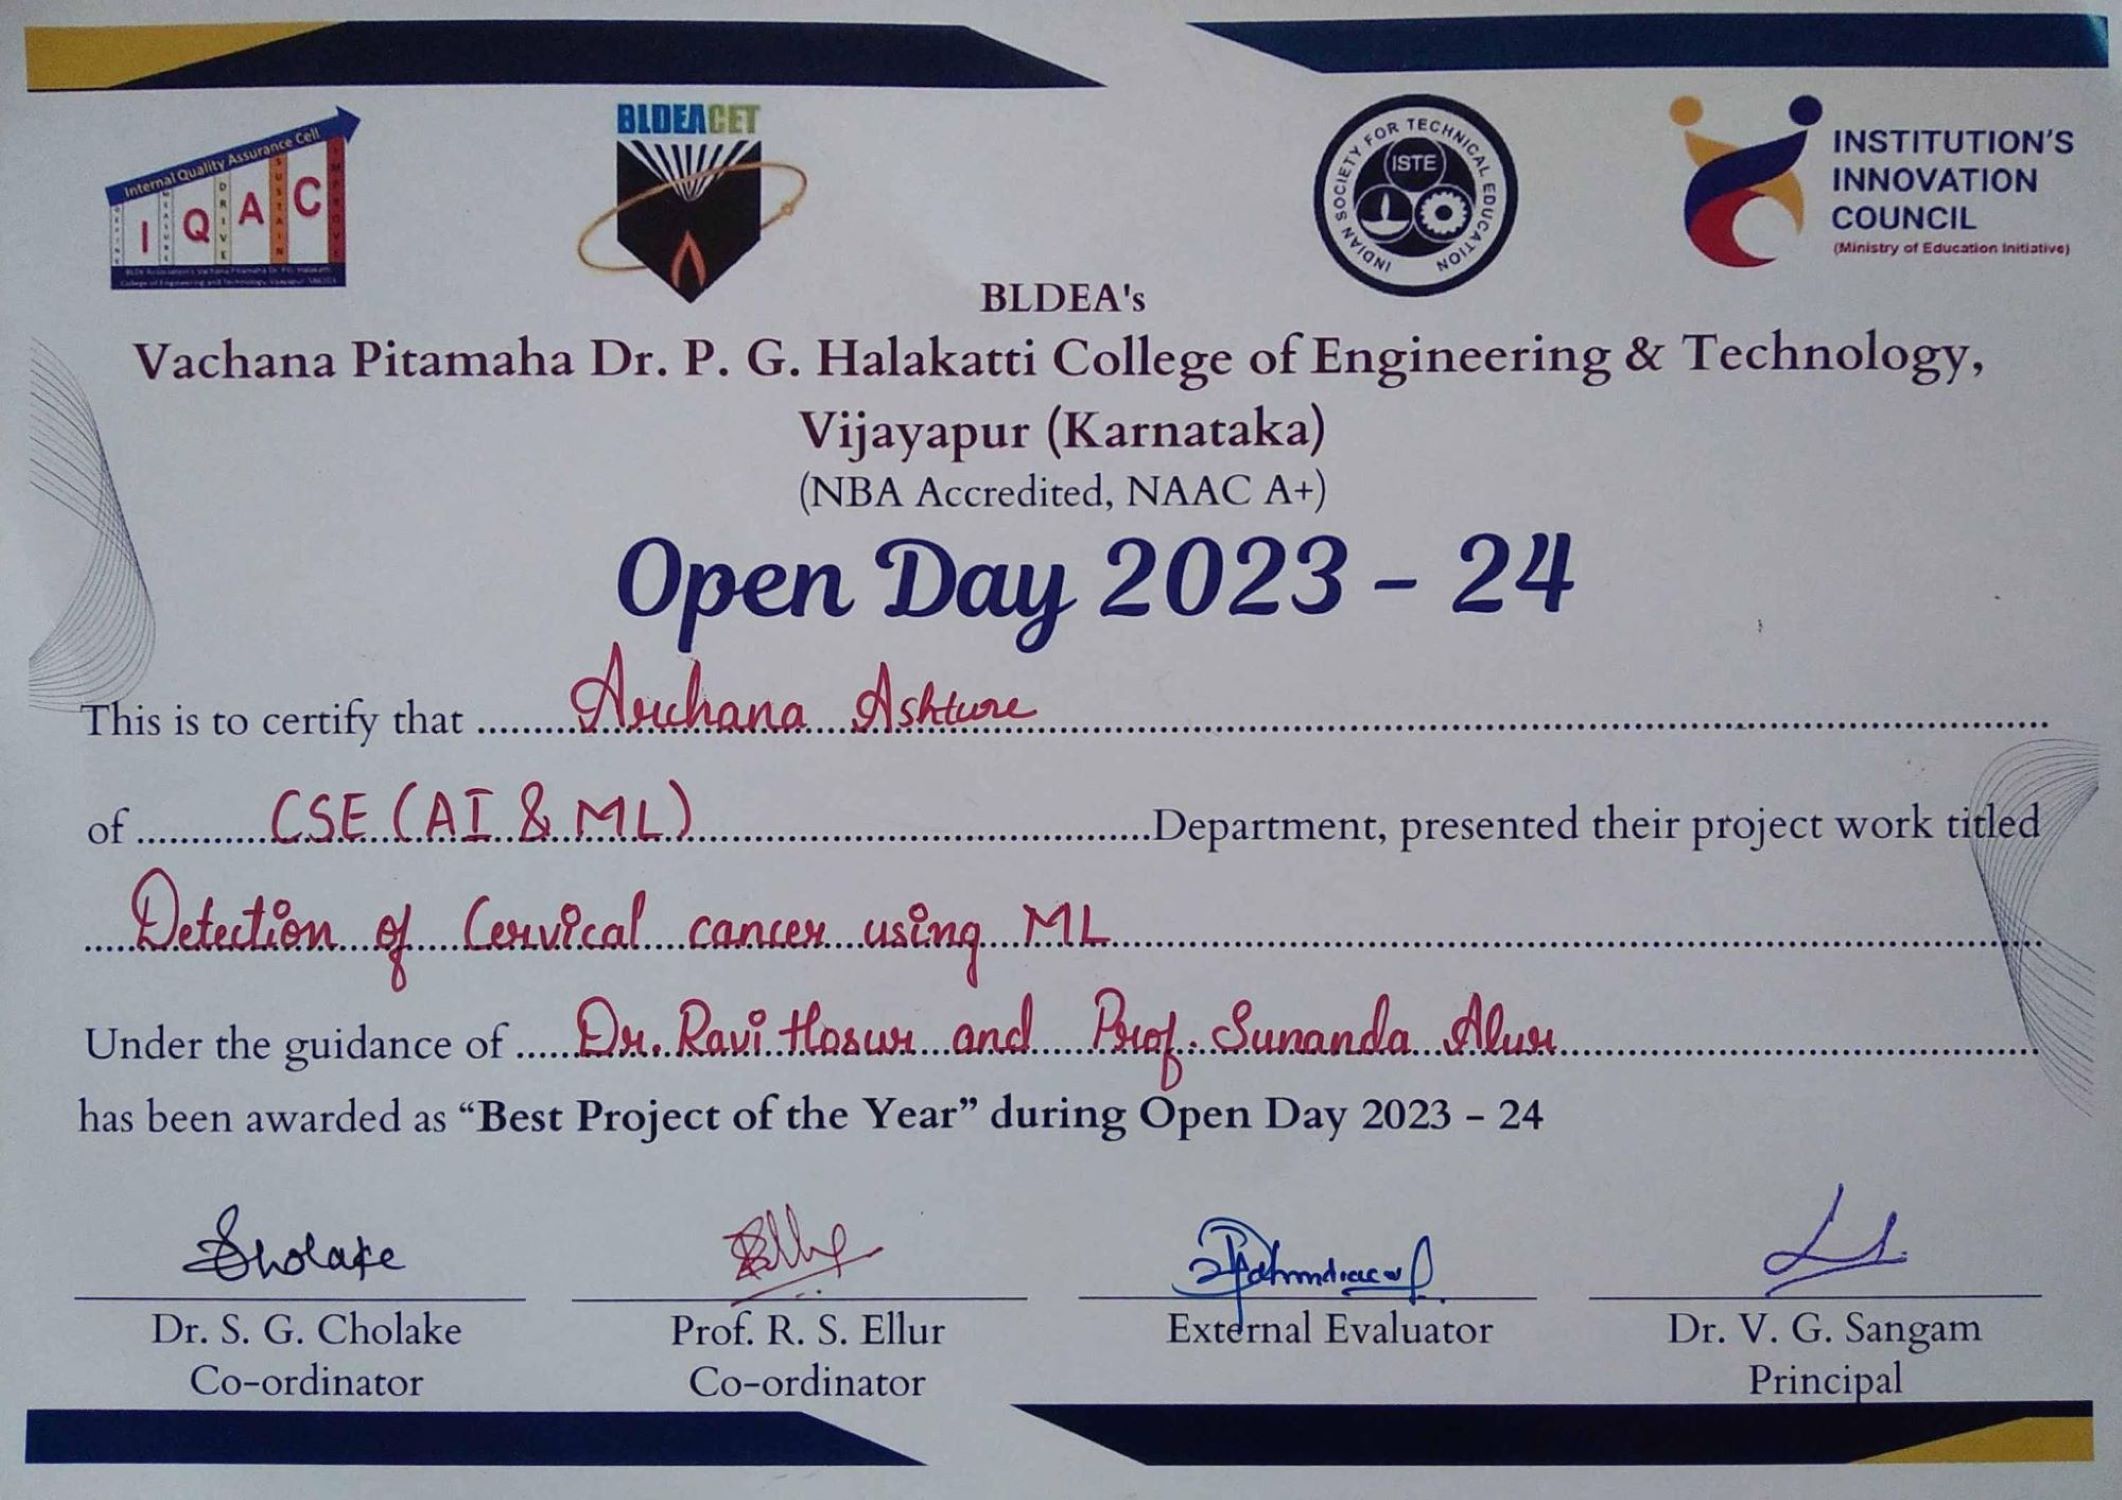 Internal Quality Assurance Cell
I Q A C
DRIVE
SUSTAIN
IMPROVE
BLDEACET
INDIAN SOCIETY FOR TECHNICAL EDUCATION
ISTE
INSTITUTION'S
INNOVATION
COUNCIL
(Ministry of Education Initiative)
BLDEA's
Vachana Pitamaha Dr. P. G. Halakatti College of Engineering & Technology,
Vijayapur (Karnataka)
(NBA Accredited, NAAC A+)
Open Day 2023 - 24
This is to certify that Archana Ashture
of CSE (AI & ML) Department, presented their project work titled
Detection of Cervical cancer using ML
Under the guidance of Dr. Ravi Hosur and Prof. Sunanda Alur
has been awarded as “Best Project of the Year” during Open Day 2023 – 24
Sholake
Dr. S. G. Cholake
Co-ordinator
Prof. R. S. Ellur
Co-ordinator
External Evaluator
Dr. V. G. Sangam
Principal